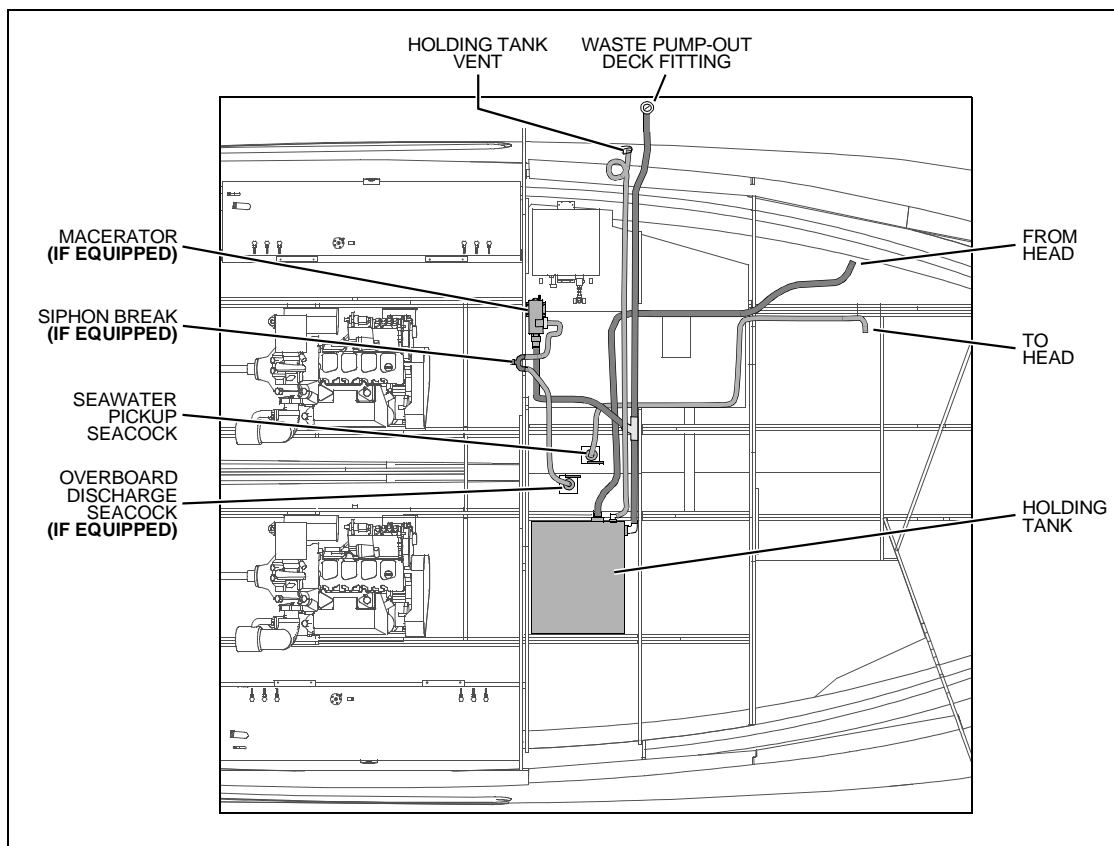 HOLDING TANK
VENT
WASTE PUMP-OUT
DECK FITTING
MACERATOR
(IF EQUIPPED)
SIPHON BREAK
(IF EQUIPPED)
SEAWATER
PICKUP
SEACOCK
OVERBOARD
DISCHARGE
SEACOCK
(IF EQUIPPED)
FROM
HEAD
TO
HEAD
HOLDING
TANK